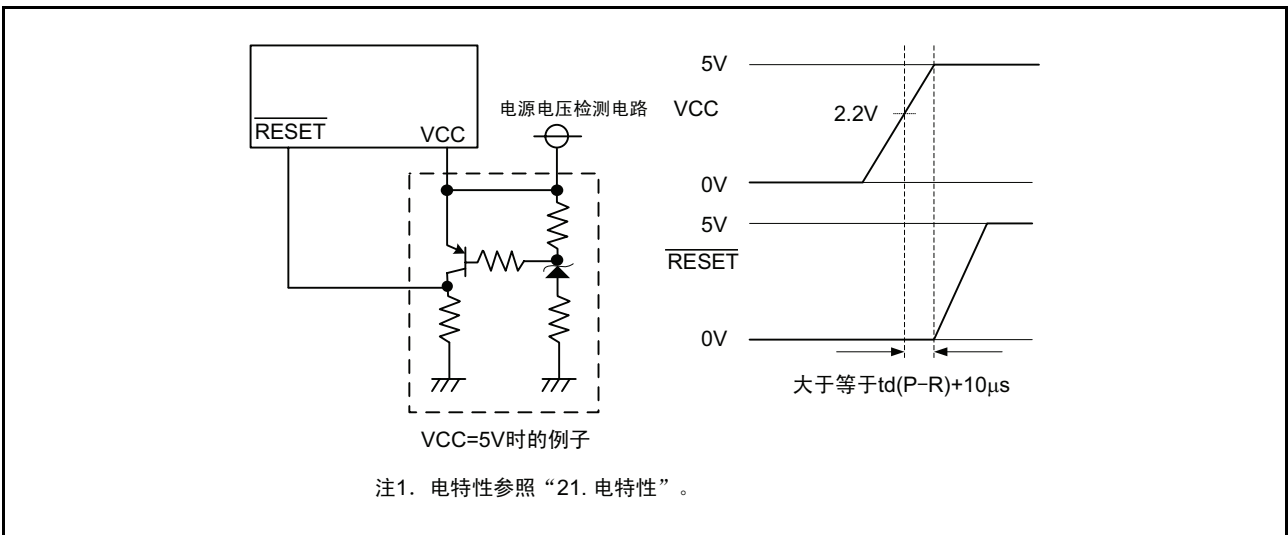 RESET
VCC
电源电压检测电路
VCC=5V时的例子
5V
VCC
2.2V
0V
5V
RESET
0V
大于等于td(P-R)+10μs
注1. 电特性参照“21. 电特性”。